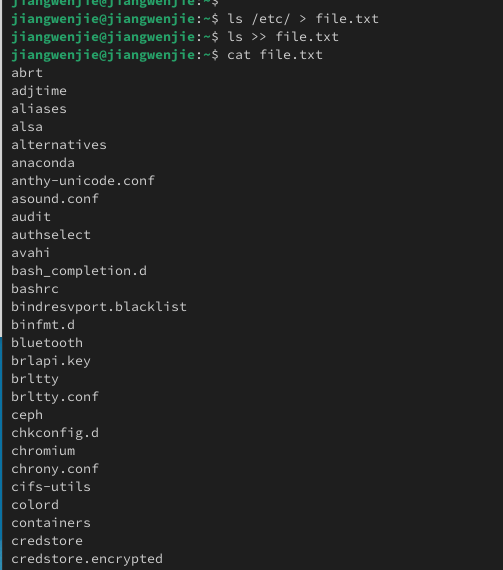 jiangwenjie@jiangwenjie:~$
jiangwenjie@jiangwenjie:~$ ls /etc/ > file.txt
jiangwenjie@jiangwenjie:~$ ls >> file.txt
jiangwenjie@jiangwenjie:~$ cat file.txt
abrt
adjtime
aliases
alsa
alternatives
anaconda
anthy-unicode.conf
asound.conf
audit
authselect
avahi
bash_completion.d
bashrc
bindresvport.blacklist
binfmt.d
bluetooth
brlapi.key
brltty
brltty.conf
ceph
chkconfig.d
chromium
chrony.conf
cifs-utils
colord
containers
credstore
credstore.encrypted